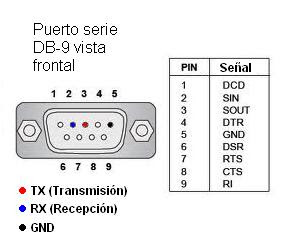 Puerto serie
DB-9 vista
frontal
1 2 3 4 5
6 7 8 9
TX (Transmisión)
RX (Recepción)
GND
PIN Señal
1 DCD
2 SIN
3 SOUT
4 DTR
5 GND
6 DSR
7 RTS
8 CTS
9 RI